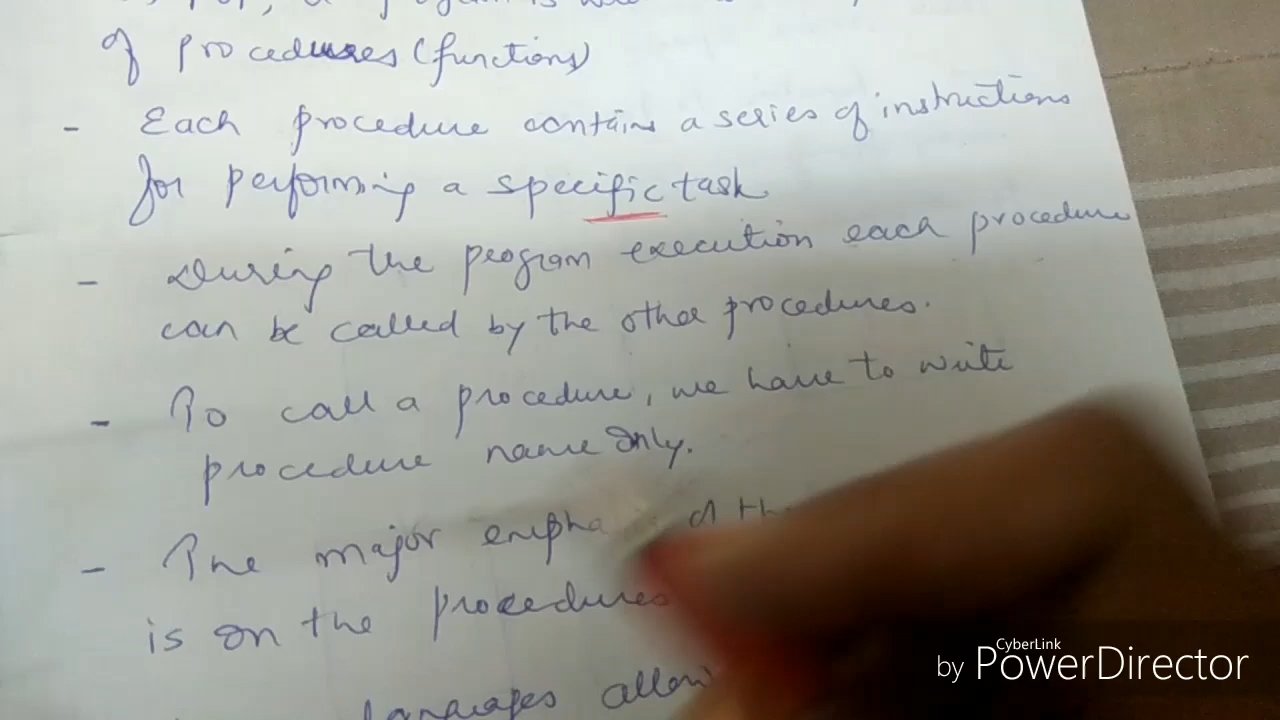 of procedures (functions)
- Each procedure contains a series of instructions
for performing a specific task
- During the program execution each procedure
can be called by the other procedures.
- To call a procedure, we have to write
procedure name only.
- The major
is on the procedures
languages
CyberLink
by PowerDirector